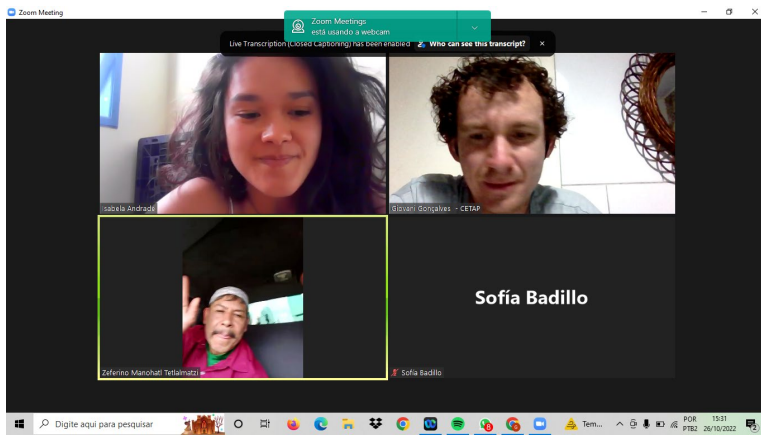 Zoom Meeting
Zoom Meetings
está usando a webcam
Live Transcription (Closed Captioning) has been enabled
Who can see this transcript?
Isabela Andrade
Giovani Gonçalves - CETAP
Sofía Badillo
Zeferino Manohatl Tetlalmatzi
Sofía Badillo
Digite aqui para pesquisar
Tem...
POR
PTB2
15:31
26/10/2022